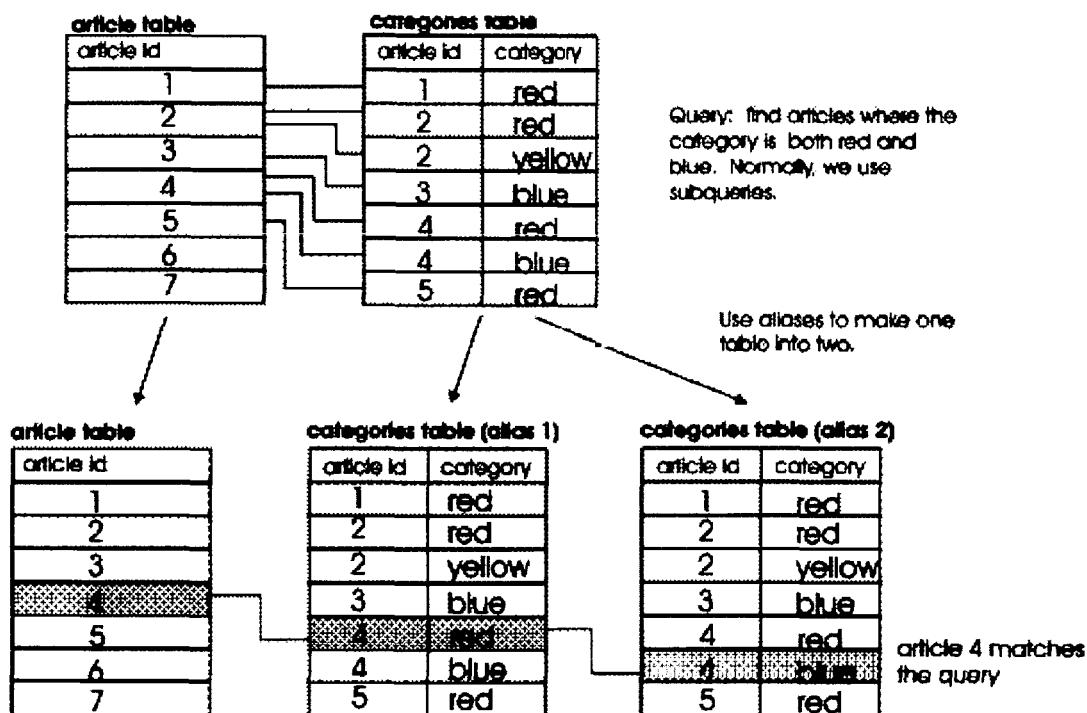 article table
article id
1
2
3
4
5
6
7
categories table
article id category
1 red
2 red
2 yellow
3 blue
4 red
4 blue
5 red
Query: find articles where the
category is both red and
blue. Normally, we use
subqueries.
Use aliases to make one
table into two.
article table
article id
1
2
3
4
5
6
7
categories table (alias 1)
article id category
1 red
2 red
2 yellow
3 blue
4 red
4 blue
5 red
categories table (alias 2)
article id category
1 red
2 red
2 yellow
3 blue
4 red
4 blue
5 red
article 4 matches
the query